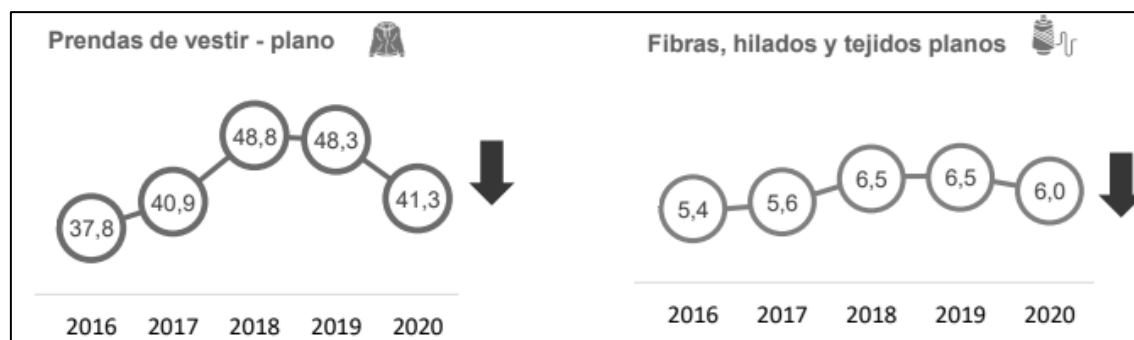 Prendas de vestir - plano
48,8
48,3
40,9
41,3
37,8
2016 2017 2018 2019 2020
Fibras, hilados y tejidos planos
6,5
6,5
6,0
5,6
5,4
2016 2017 2018 2019 2020